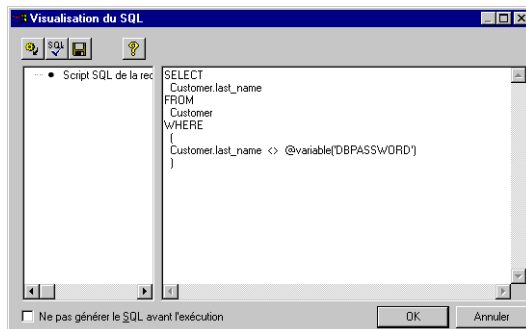 Visualisation du SQL
SQL
?
Script SQL de la req
SELECT
Customer.last_name
FROM
Customer
WHERE
(
Customer.last_name <> @variable('DBPASSWORD')
)
Ne pas générer le SQL avant l'exécution
OK
Annuler